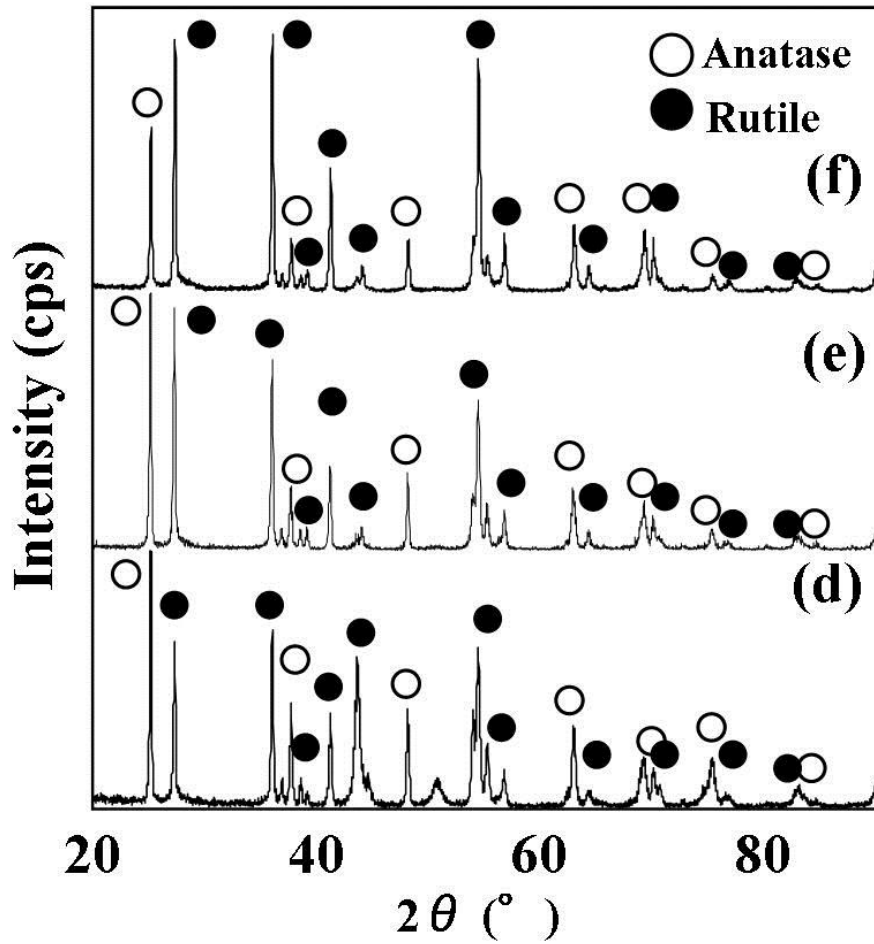 Anatase
Rutile
(f)
(e)
(d)
Intensity (cps)
20 40 60 80
2θ (°)